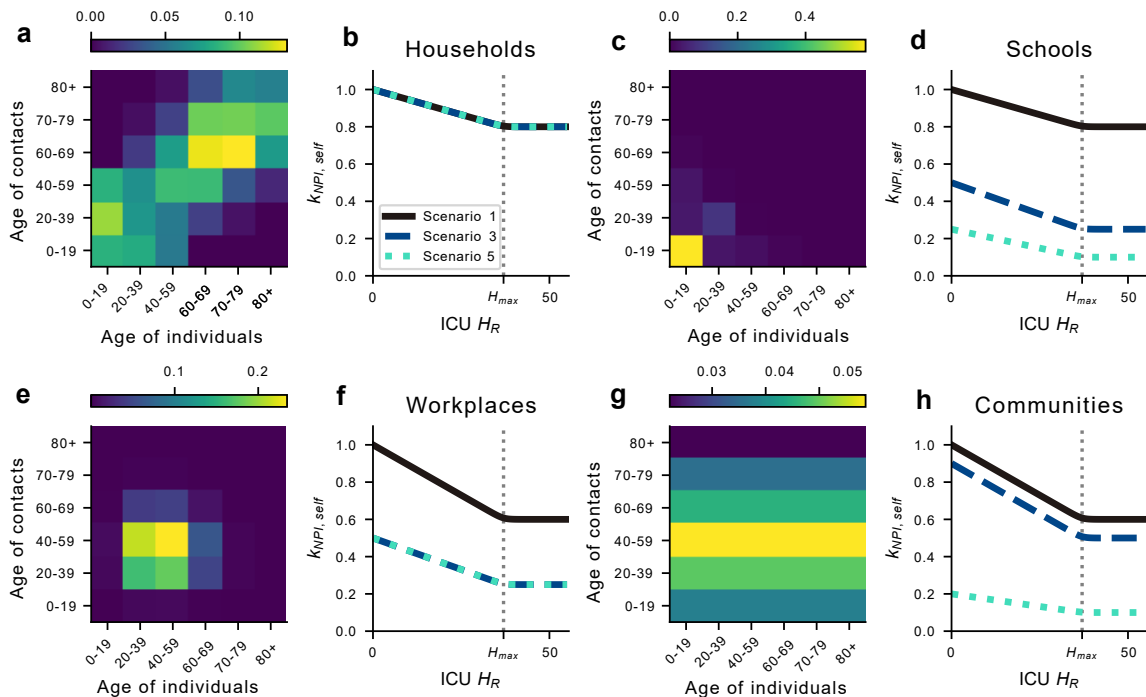 a
0.00 0.05 0.10
Age of contacts
80+
70-79
60-69
40-59
20-39
0-19
0-19 20-39 40-59 60-69 70-79 80+
Age of individuals
b
Households
k_NPI, self
1.0
0.8
0.6
0.4
0.2
0.0
Scenario 1
Scenario 3
Scenario 5
0 H_max 50
ICU H_R
c
0.0 0.2 0.4
Age of contacts
80+
70-79
60-69
40-59
20-39
0-19
0-19 20-39 40-59 60-69 70-79 80+
Age of individuals
d
Schools
k_NPI, self
1.0
0.8
0.6
0.4
0.2
0.0
0 H_max 50
ICU H_R
e
0.1 0.2
Age of contacts
80+
70-79
60-69
40-59
20-39
0-19
0-19 20-39 40-59 60-69 70-79 80+
Age of individuals
f
Workplaces
k_NPI, self
1.0
0.8
0.6
0.4
0.2
0.0
0 H_max 50
ICU H_R
g
0.03 0.04 0.05
Age of contacts
80+
70-79
60-69
40-59
20-39
0-19
0-19 20-39 40-59 60-69 70-79 80+
Age of individuals
h
Communities
k_NPI, self
1.0
0.8
0.6
0.4
0.2
0.0
0 H_max 50
ICU H_R